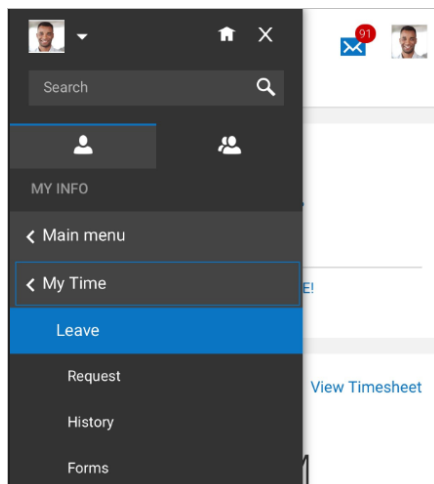 X
91
Search
MY INFO
Main menu
My Time
E!
Leave
Request
View Timesheet
History
Forms